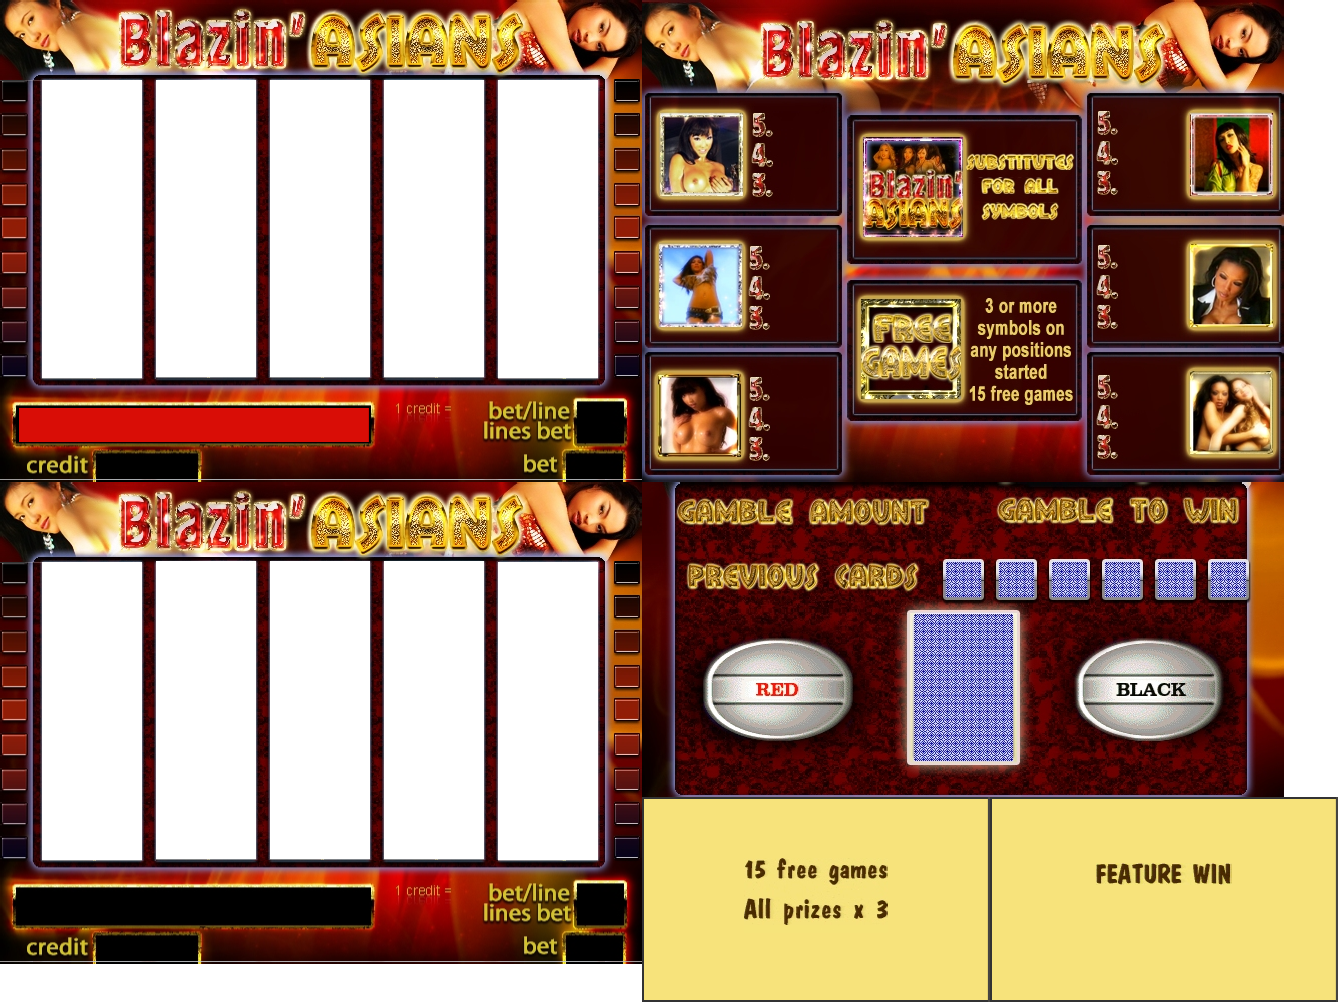 Blazin' ASIANS
1 credit =
bet/line
lines bet
credit
bet
Blazin' ASIANS
5.
4.
3.
5.
4.
3.
5.
4.
3.
Blazin'
ASIANS
SUBSTITUTES
FOR ALL
SYMBOLS
FREE
GAMES
3 or more
symbols on
any positions
started
15 free games
5.
4.
3.
5.
4.
3.
5.
4.
3.
Blazin' ASIANS
1 credit =
bet/line
lines bet
credit
bet
GAMBLE AMOUNT
GAMBLE TO WIN
PREVIOUS CARDS
RED
BLACK
15 free games
All prizes x 3
FEATURE WIN